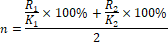 n = (R₁/K₁ × 100% + R₂/K₂ × 100%) / 2